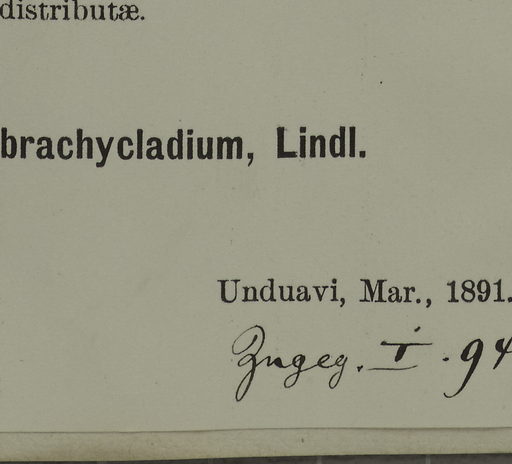 distributæ.
brachycladium, Lindl.
Unduavi, Mar., 1891.
Zugeg. I. 94